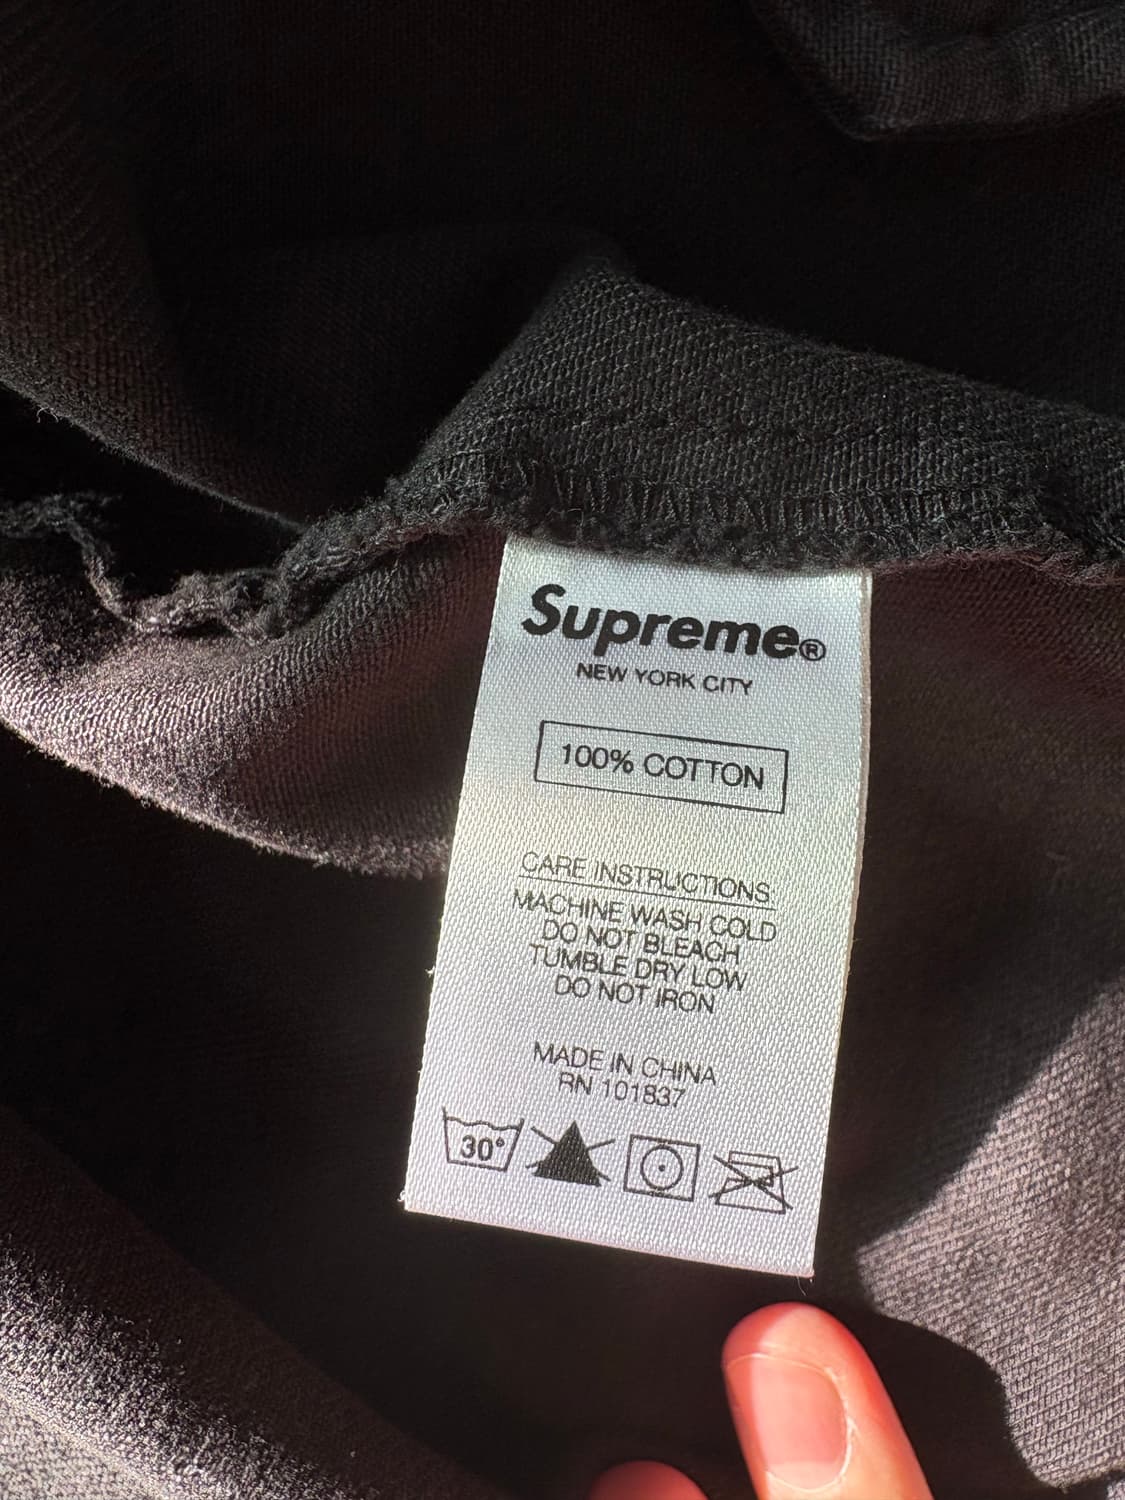 Supreme®
NEW YORK CITY
100% COTTON
CARE INSTRUCTIONS
MACHINE WASH COLD
DO NOT BLEACH
TUMBLE DRY LOW
DO NOT IRON
MADE IN CHINA
RN 101837
30°